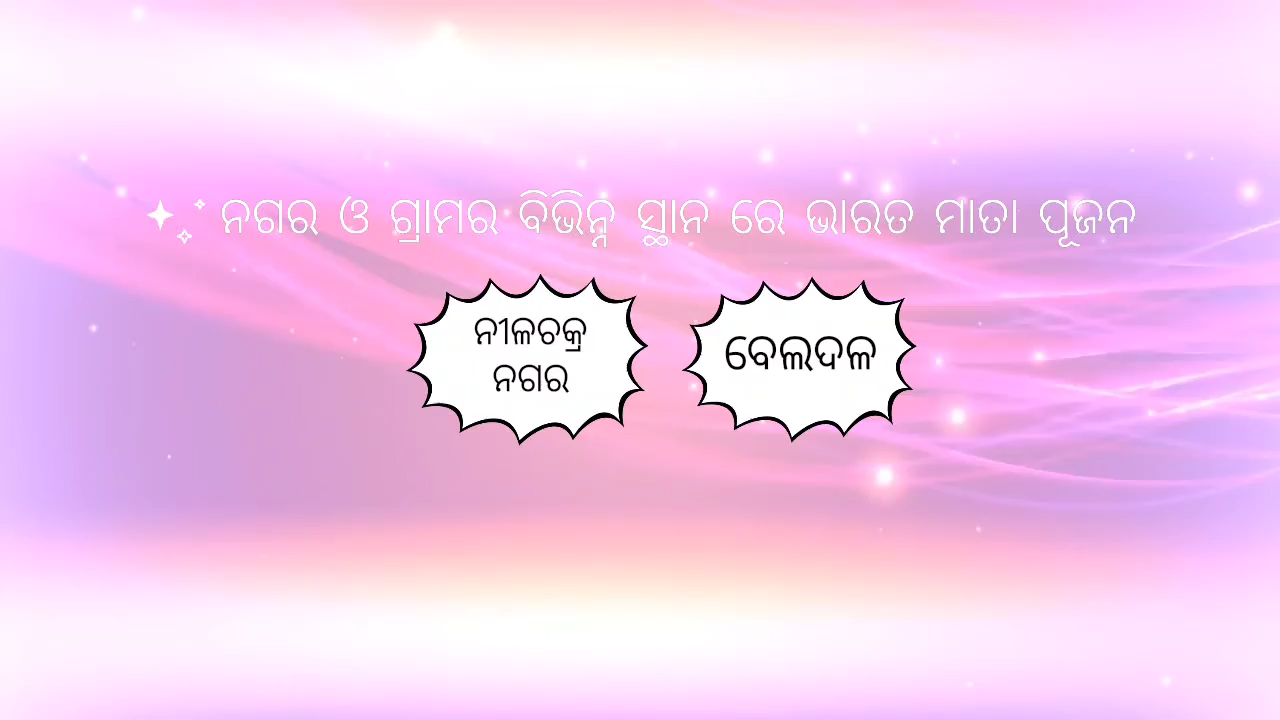 ନଗର ଓ ଗ୍ରାମର ବିଭିନ୍ନ ସ୍ଥାନ ରେ ଭାରତ ମାତା ପୂଜନ
ନୀଳଚକ୍ର
ନଗର
ବେଲଦଳ